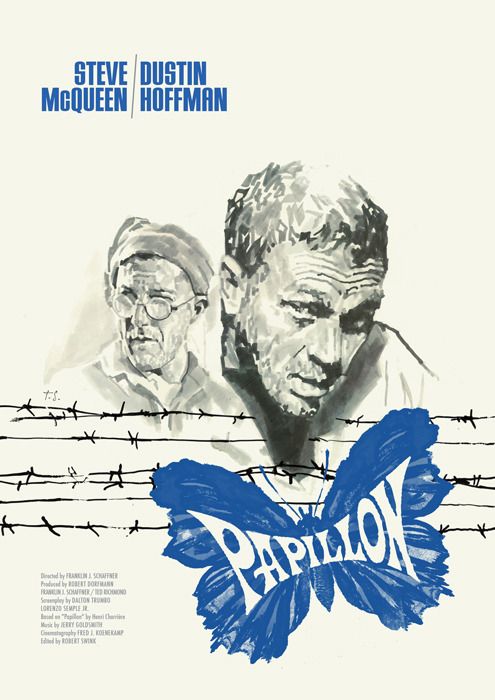 STEVE McQUEEN
DUSTIN HOFFMAN
T.S.
PAPILLON
Directed by FRANKLIN J. SCHAFFNER
Produced by ROBERT DORFMANN
FRANKLIN J. SCHAFFNER / TED RICHMOND
Screenplay by DALTON TRUMBO
LORENZO SEMPLE JR.
Based on "Papillon" by Henri Charrière
Music by JERRY GOLDSMITH
Cinematography FRED J. KOENEKAMP
Edited by ROBERT SWINK